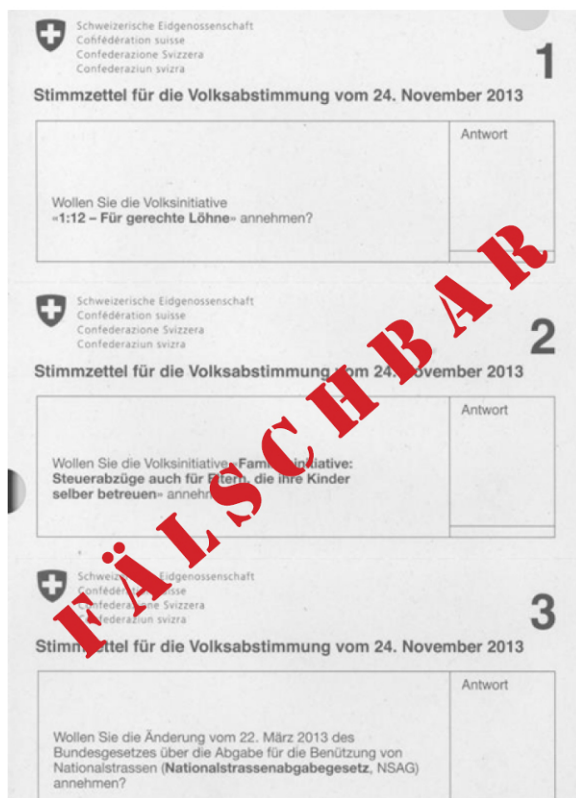 Schweizerische Eidgenossenschaft
Confédération suisse
Confederazione Svizzera
Confederaziun svizra
1
Stimmzettel für die Volksabstimmung vom 24. November 2013
Antwort
Wollen Sie die Volksinitiative
«1:12 – Für gerechte Löhne» annehmen?
Schweizerische Eidgenossenschaft
Confédération suisse
Confederazione Svizzera
Confederaziun svizra
2
Stimmzettel für die Volksabstimmung vom 24. November 2013
Antwort
Wollen Sie die Volksinitiative «Familieninitiative:
Steuerabzüge auch für Eltern, die ihre Kinder
selber betreuen» annehmen?
FÄLSCHBAR
Schweizerische Eidgenossenschaft
Confédération suisse
Confederazione Svizzera
Confederaziun svizra
3
Stimmzettel für die Volksabstimmung vom 24. November 2013
Antwort
Wollen Sie die Änderung vom 22. März 2013 des
Bundesgesetzes über die Abgabe für die Benützung von
Nationalstrassen (Nationalstrassenabgabegesetz, NSAG)
annehmen?